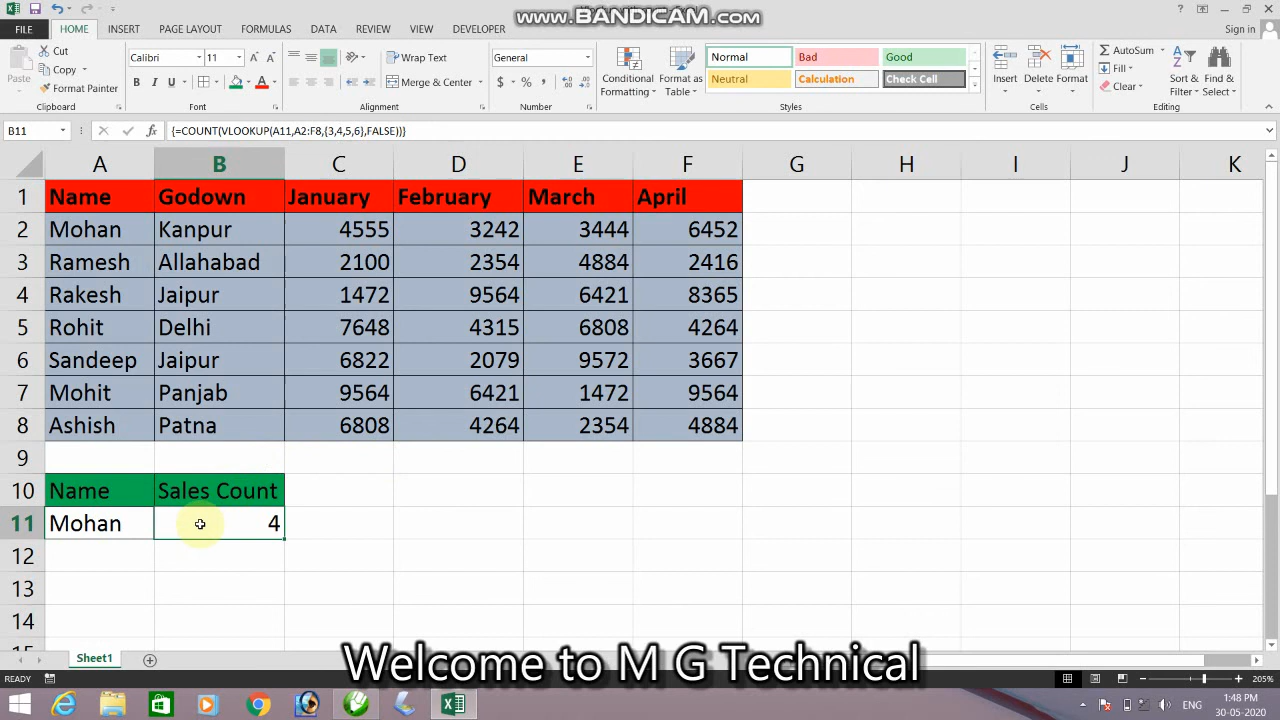 www.BANDICAM.com
Sign in
FILE HOME INSERT PAGE LAYOUT FORMULAS DATA REVIEW VIEW DEVELOPER
Paste
Cut
Copy
Format Painter
Clipboard
Calibri 11
B I U
Font
Wrap Text
Merge & Center
Alignment
General
$ % ,
Number
Conditional Formatting
Format as Table
Normal Bad Good
Neutral Calculation Check Cell
Styles
Insert Delete Format
Cells
AutoSum
Fill
Clear
Sort & Filter
Find & Select
Editing
B11 fx {=COUNT(VLOOKUP(A11,A2:F8,{3,4,5,6},FALSE))}
A B C D E F G H I J K
1 Name Godown January February March April
2 Mohan Kanpur 4555 3242 3444 6452
3 Ramesh Allahabad 2100 2354 4884 2416
4 Rakesh Jaipur 1472 9564 6421 8365
5 Rohit Delhi 7648 4315 6808 4264
6 Sandeep Jaipur 6822 2079 9572 3667
7 Mohit Panjab 9564 6421 1472 9564
8 Ashish Patna 6808 4264 2354 4884
9
10 Name Sales Count
11 Mohan 4
12
13
14
15
Welcome to M G Technical
Sheet1
READY
205%
ENG
1:48 PM
30-05-2020